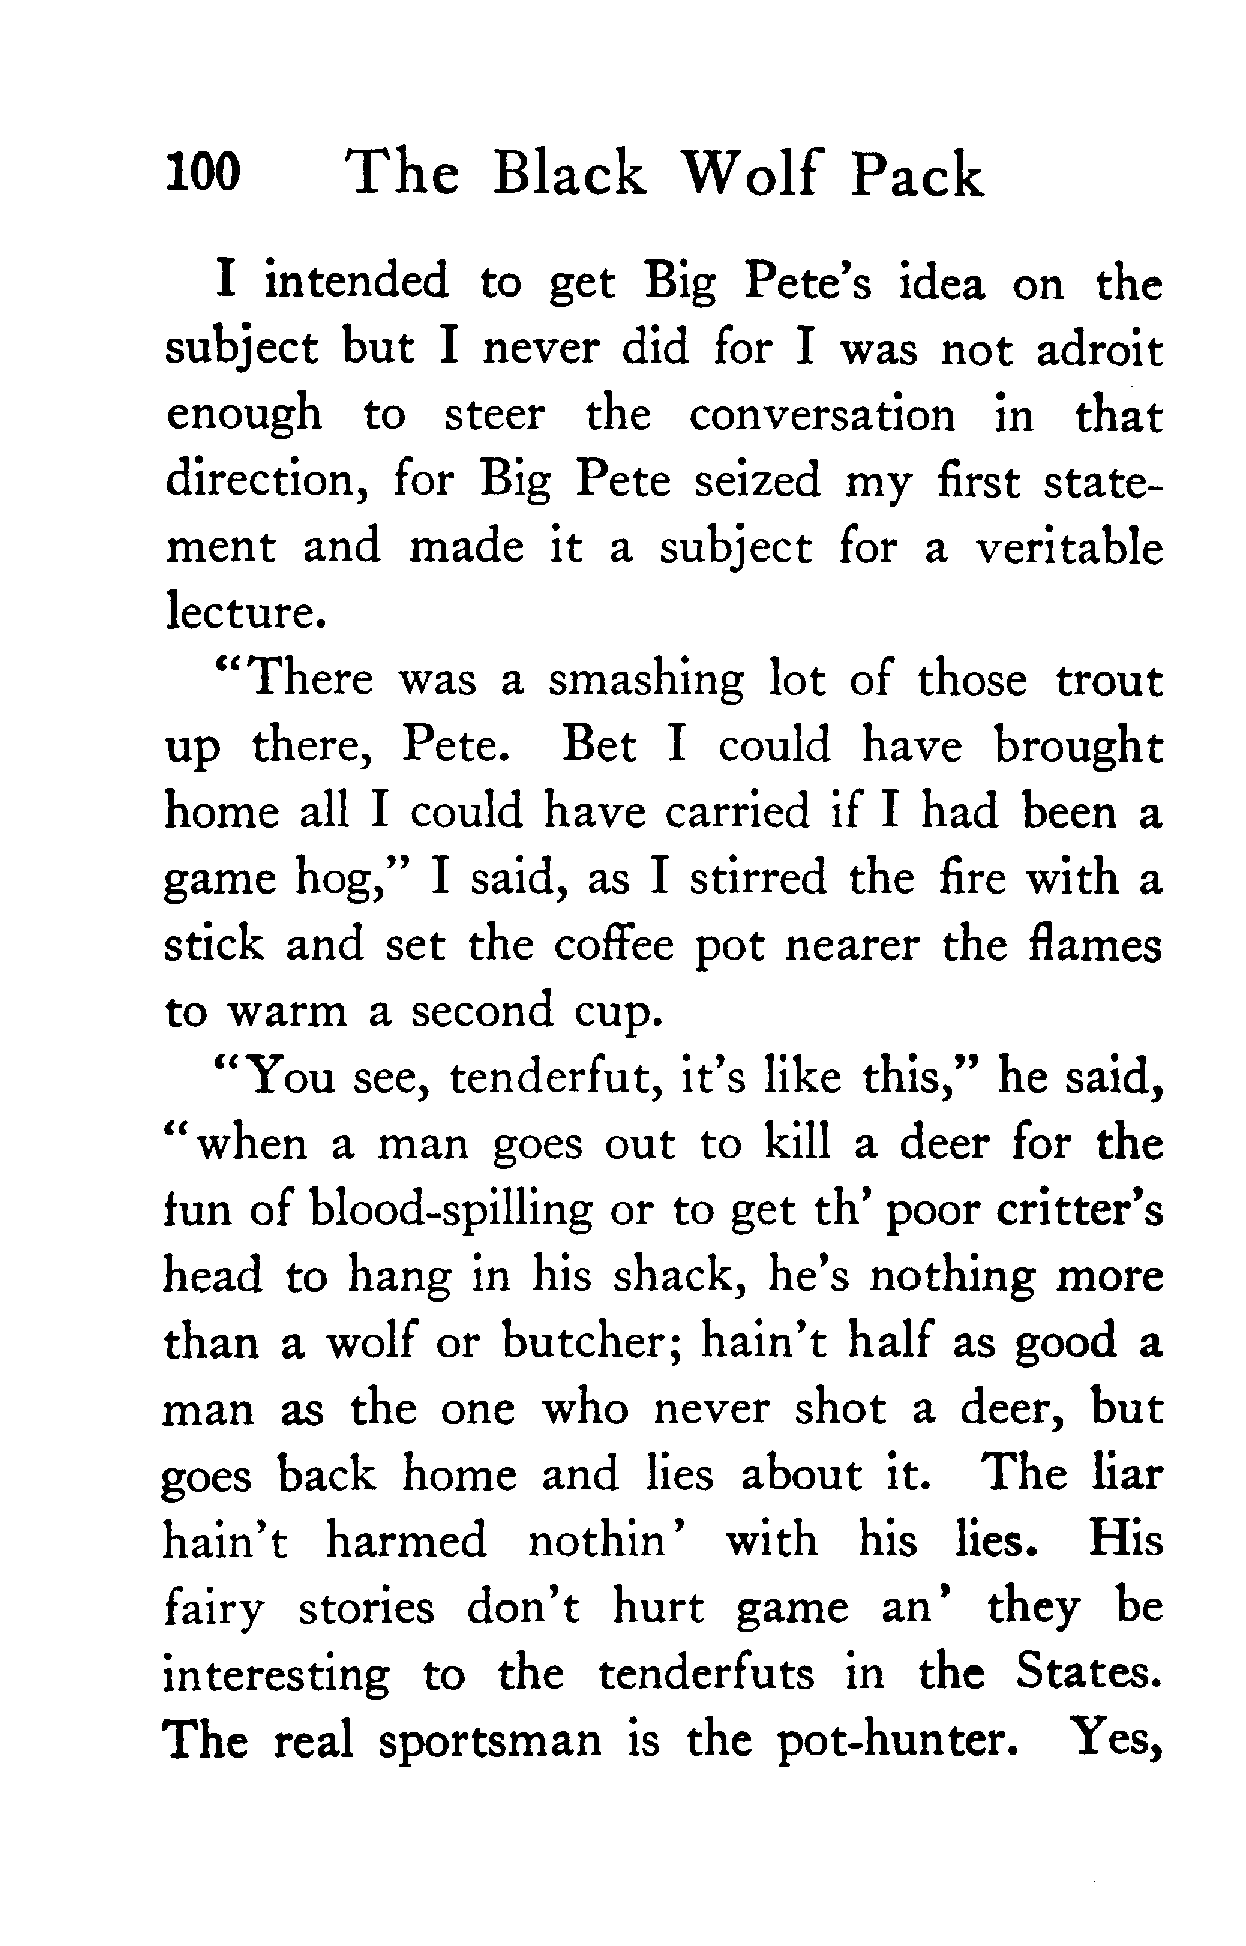 100 The Black Wolf Pack
I intended to get Big Pete's idea on the
subject but I never did for I was not adroit
enough to steer the conversation in that
direction, for Big Pete seized my first state-
ment and made it a subject for a veritable
lecture.
"There was a smashing lot of those trout
up there, Pete. Bet I could have brought
home all I could have carried if I had been a
game hog," I said, as I stirred the fire with a
stick and set the coffee pot nearer the flames
to warm a second cup.
"You see, tenderfut, it's like this," he said,
"when a man goes out to kill a deer for the
fun of blood-spilling or to get th' poor critter's
head to hang in his shack, he's nothing more
than a wolf or butcher; hain't half as good a
man as the one who never shot a deer, but
goes back home and lies about it. The liar
hain't harmed nothin' with his lies. His
fairy stories don't hurt game an' they be
interesting to the tenderfuts in the States.
The real sportsman is the pot-hunter. Yes,